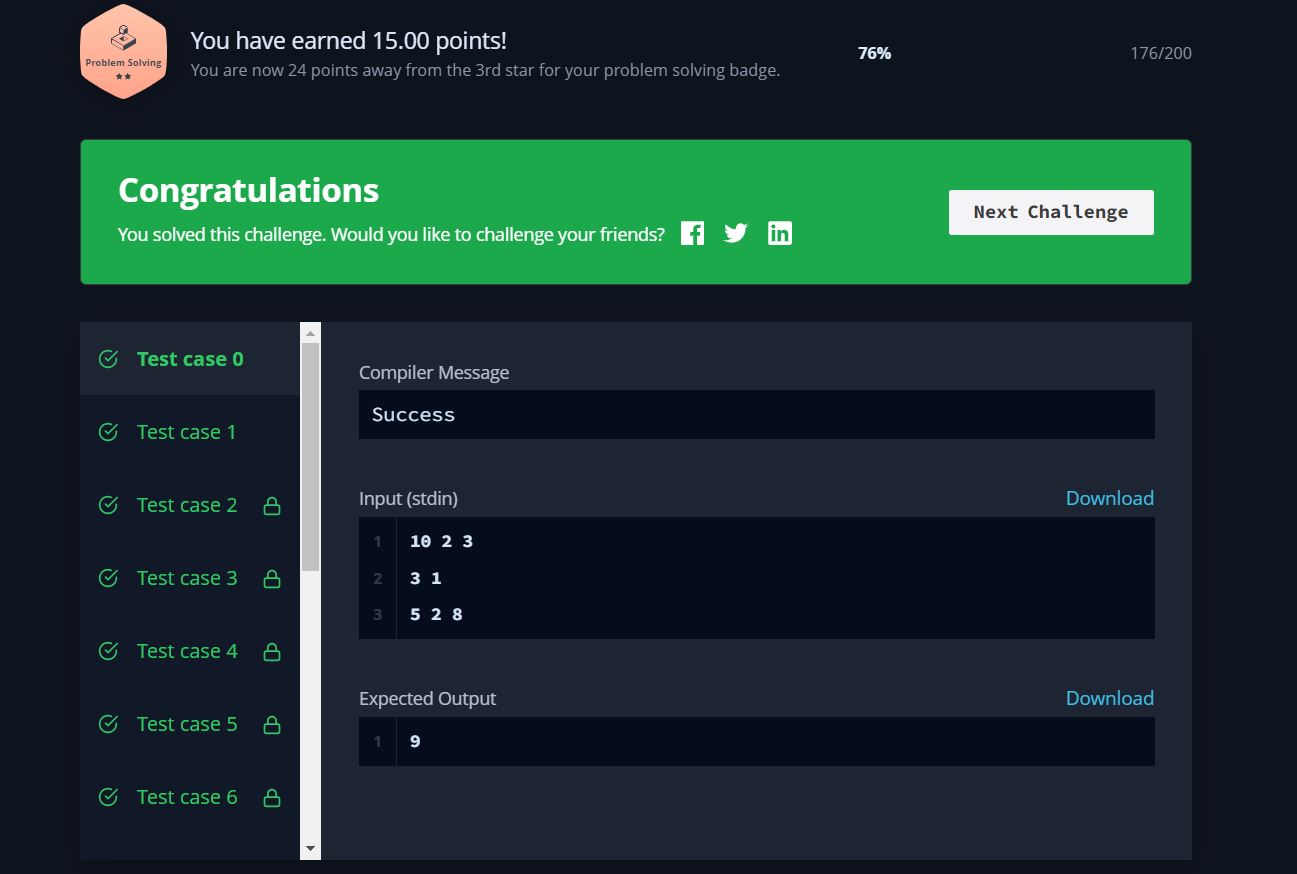 Problem Solving
You have earned 15.00 points!
You are now 24 points away from the 3rd star for your problem solving badge.
76%
176/200
Congratulations
You solved this challenge. Would you like to challenge your friends?
Next Challenge
Test case 0
Test case 1
Test case 2
Test case 3
Test case 4
Test case 5
Test case 6
Compiler Message
Success
Input (stdin)
Download
1 10 2 3
2 3 1
3 5 2 8
Expected Output
Download
1 9